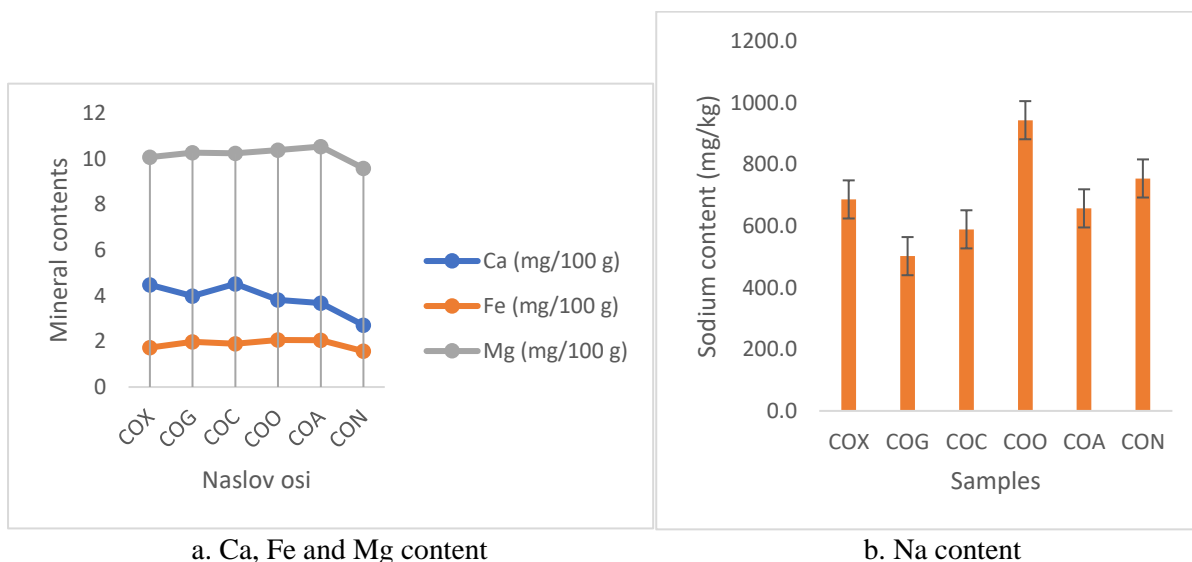 Mineral contents
12
10
8
6
4
2
0
COX
COG
COC
COO
COA
CON
Naslov osi
Ca (mg/100 g)
Fe (mg/100 g)
Mg (mg/100 g)
a. Ca, Fe and Mg content
Sodium content (mg/kg)
1200.0
1000.0
800.0
600.0
400.0
200.0
0.0
COX COG COC COO COA CON
Samples
b. Na content